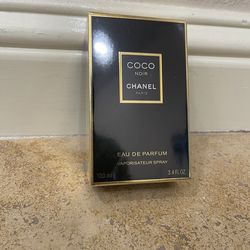 COCO
NOIR
CHANEL
PARIS
EAU DE PARFUM
VAPORISATEUR SPRAY
100 ml 3.4 fl.OZ